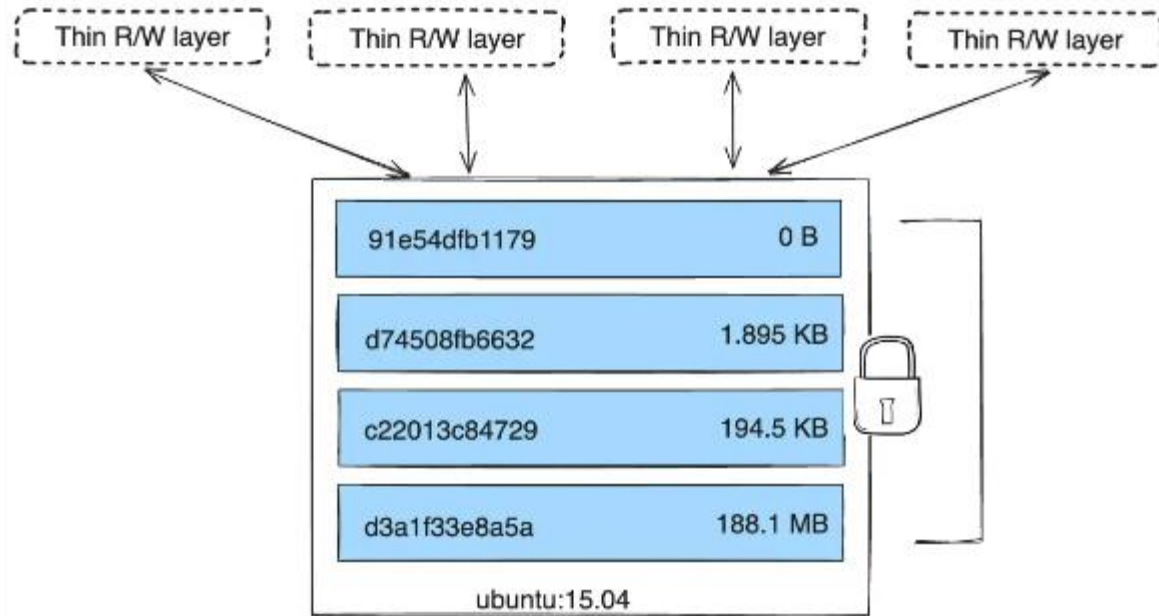 Thin R/W layer
Thin R/W layer
Thin R/W layer
Thin R/W layer
91e54dfb1179 0 B
d74508fb6632 1.895 KB
c22013c84729 194.5 KB
d3a1f33e8a5a 188.1 MB
ubuntu:15.04